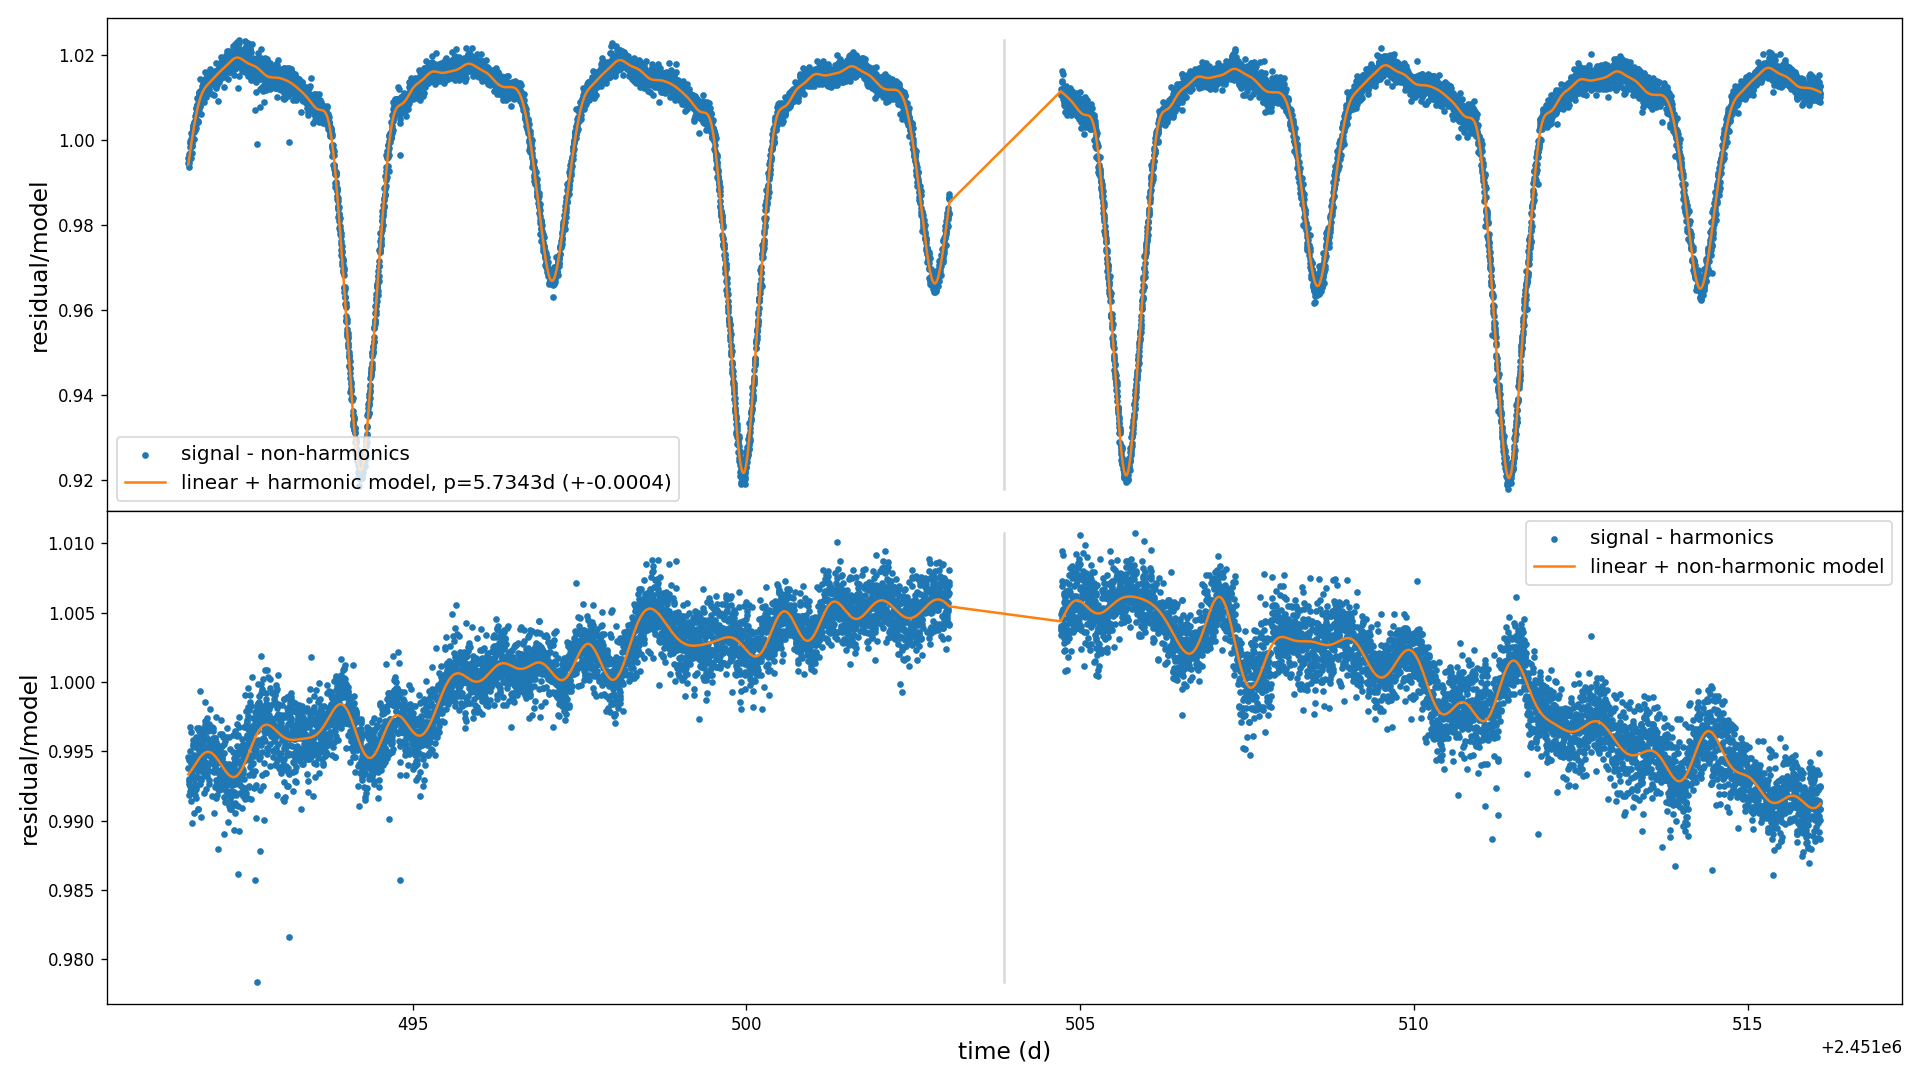 1.02
1.00
0.98
0.96
0.94
0.92
residual/model
signal - non-harmonics
linear + harmonic model, p=5.7343d (+-0.0004)
1.010
1.005
1.000
0.995
0.990
0.985
0.980
residual/model
signal - harmonics
linear + non-harmonic model
495
500
505
510
515
time (d)
+2.451e6